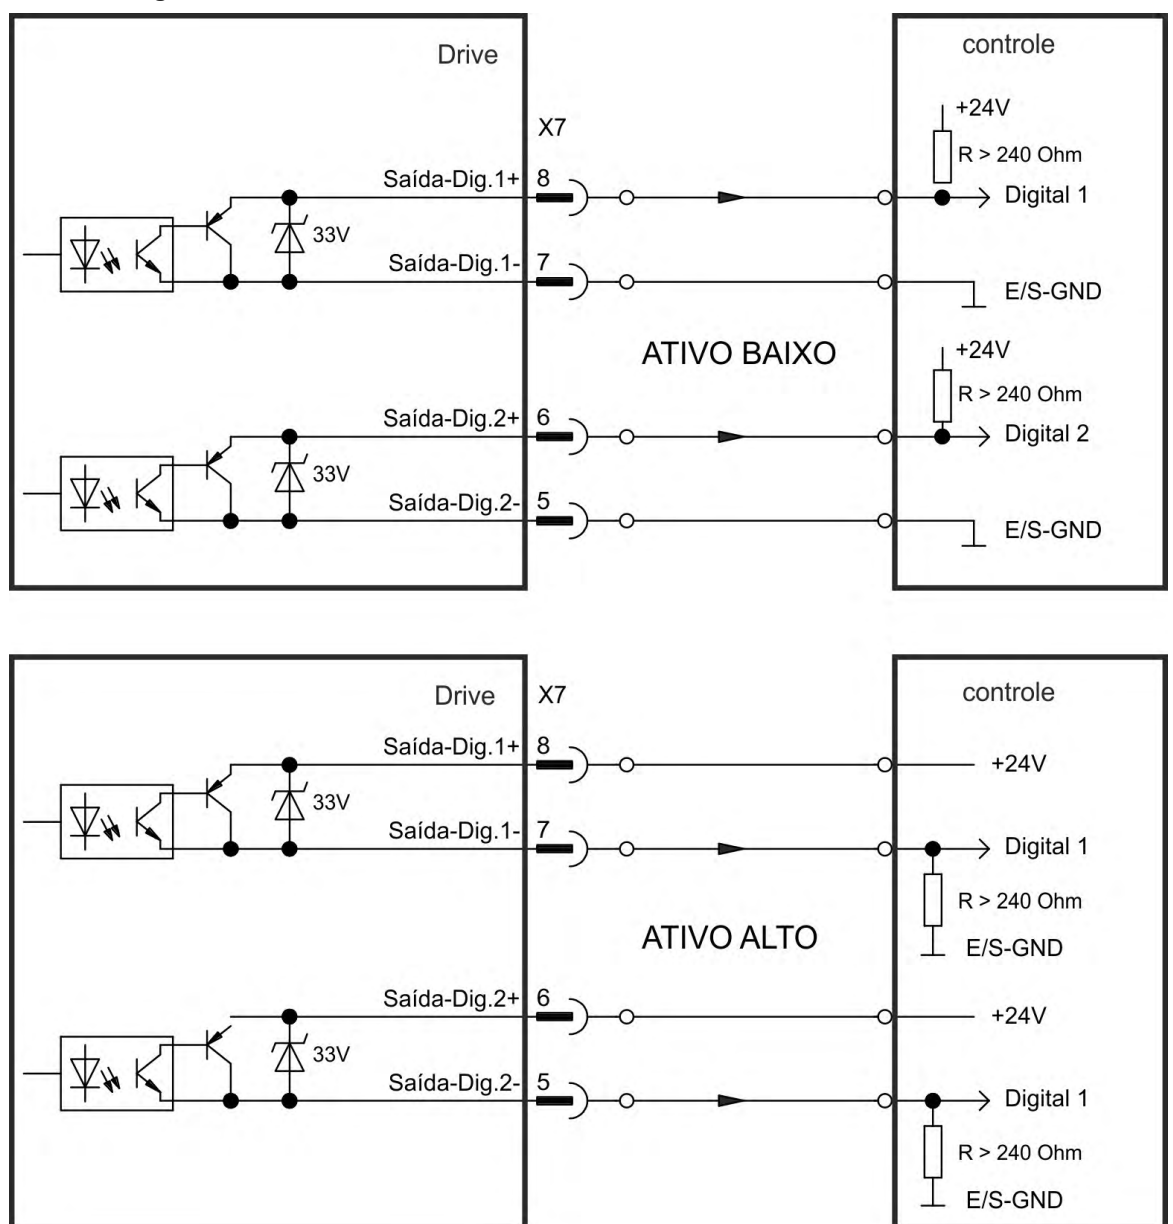 Drive
controle
+24V
X7
R > 240 Ohm
Saída-Dig.1+ 8
Digital 1
33V
Saída-Dig.1- 7
E/S-GND
ATIVO BAIXO
+24V
R > 240 Ohm
Saída-Dig.2+ 6
Digital 2
33V
Saída-Dig.2- 5
E/S-GND
Drive
X7
controle
Saída-Dig.1+ 8
+24V
33V
Saída-Dig.1- 7
Digital 1
R > 240 Ohm
ATIVO ALTO
E/S-GND
Saída-Dig.2+ 6
+24V
33V
Saída-Dig.2- 5
Digital 1
R > 240 Ohm
E/S-GND